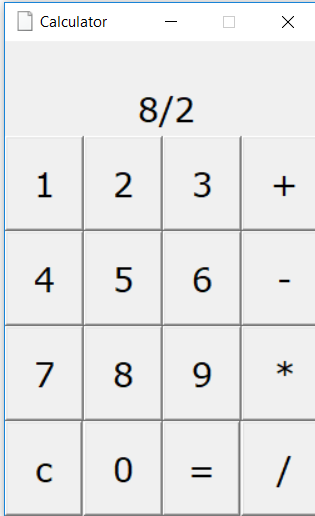 Calculator
8/2
1 2 3 +
4 5 6 -
7 8 9 *
c 0 = /